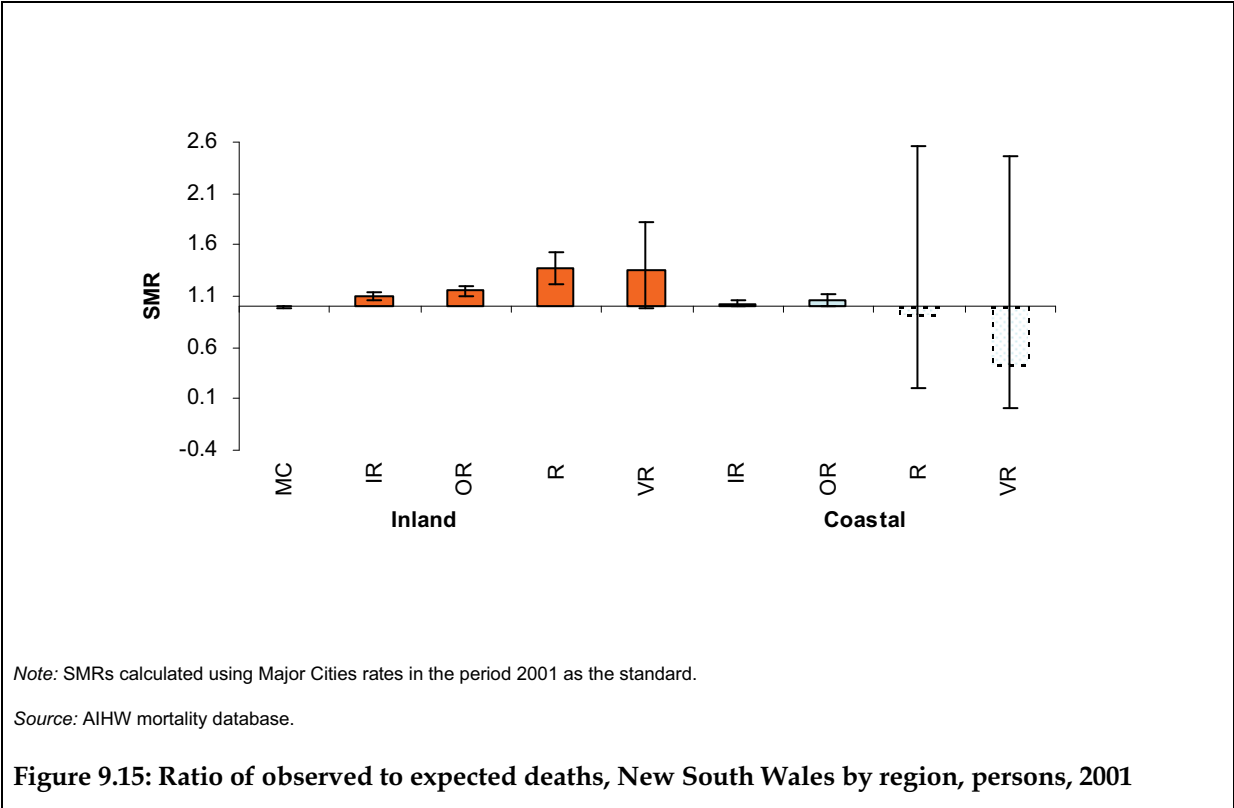 2.6
2.1
1.6
1.1
0.6
0.1
-0.4
SMR
MC IR OR R VR IR OR R VR
Inland Coastal
Note: SMRs calculated using Major Cities rates in the period 2001 as the standard.
Source: AIHW mortality database.
Figure 9.15: Ratio of observed to expected deaths, New South Wales by region, persons, 2001